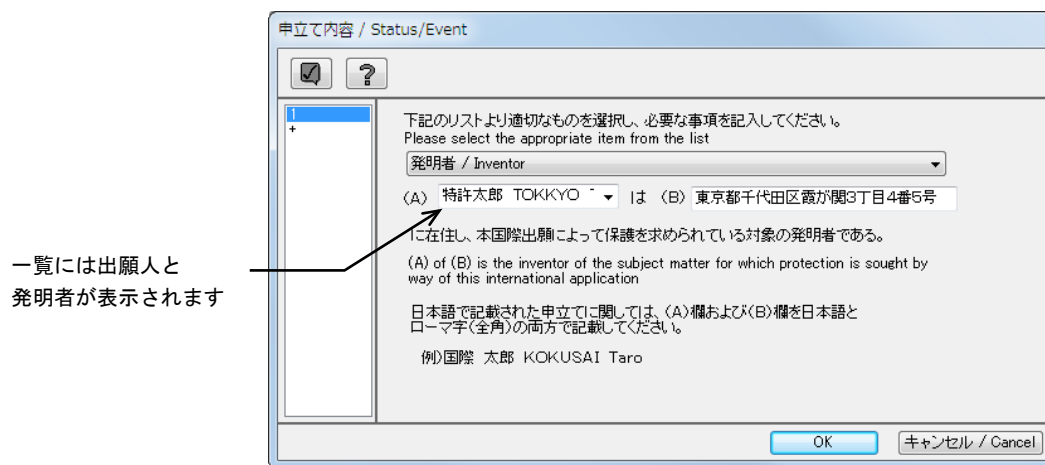 申立て内容 / Status/Event
1
+
下記のリストより適切なものを選択し、必要な事項を記入してください。
Please select the appropriate item from the list
発明者 / Inventor
(A) 特許太郎 TOKKYO は (B) 東京都千代田区霞が関3丁目4番5号
に在住し、本国際出願によって保護を求められている対象の発明者である。
(A) of (B) is the inventor of the subject matter for which protection is sought by
way of this international application
日本語で記載された申立てに関しては、(A)欄および(B)欄を日本語と
ローマ字(全角)の両方で記載してください。
例)国際 太郎 KOKUSAI Taro
一覧には出願人と
発明者が表示されます
OK
キャンセル / Cancel